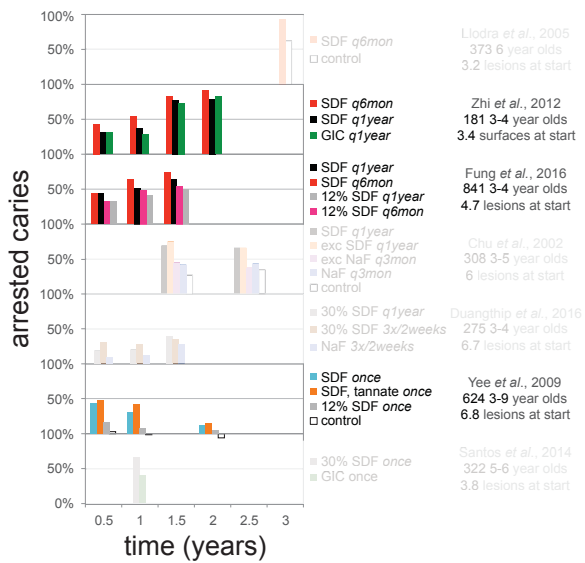 100%
50%
SDF q6mon
control
Llodra et al., 2005
373 6 year olds
3.2 lesions at start
100%
50%
SDF q6mon
SDF q1year
GIC q1year
Zhi et al., 2012
181 3-4 year olds
3.4 surfaces at start
100%
50%
SDF q1year
SDF q6mon
12% SDF q1year
12% SDF q6mon
Fung et al., 2016
841 3-4 year olds
4.7 lesions at start
100%
50%
SDF q1year
exc SDF q1year
exc NaF q3mon
NaF q3mon
control
Chu et al., 2002
308 3-5 year olds
6 lesions at start
100%
50%
30% SDF q1year
30% SDF 3x/2weeks
NaF 3x/2weeks
Duangthip et al., 2016
275 3-4 year olds
6.7 lesions at start
100%
50%
SDF once
SDF, tannate once
12% SDF once
control
Yee et al., 2009
624 3-9 year olds
6.8 lesions at start
100%
50%
0%
30% SDF once
GIC once
Santos et al., 2014
322 5-6 year olds
3.8 lesions at start
arrested caries
0.5 1 1.5 2 2.5 3
time (years)